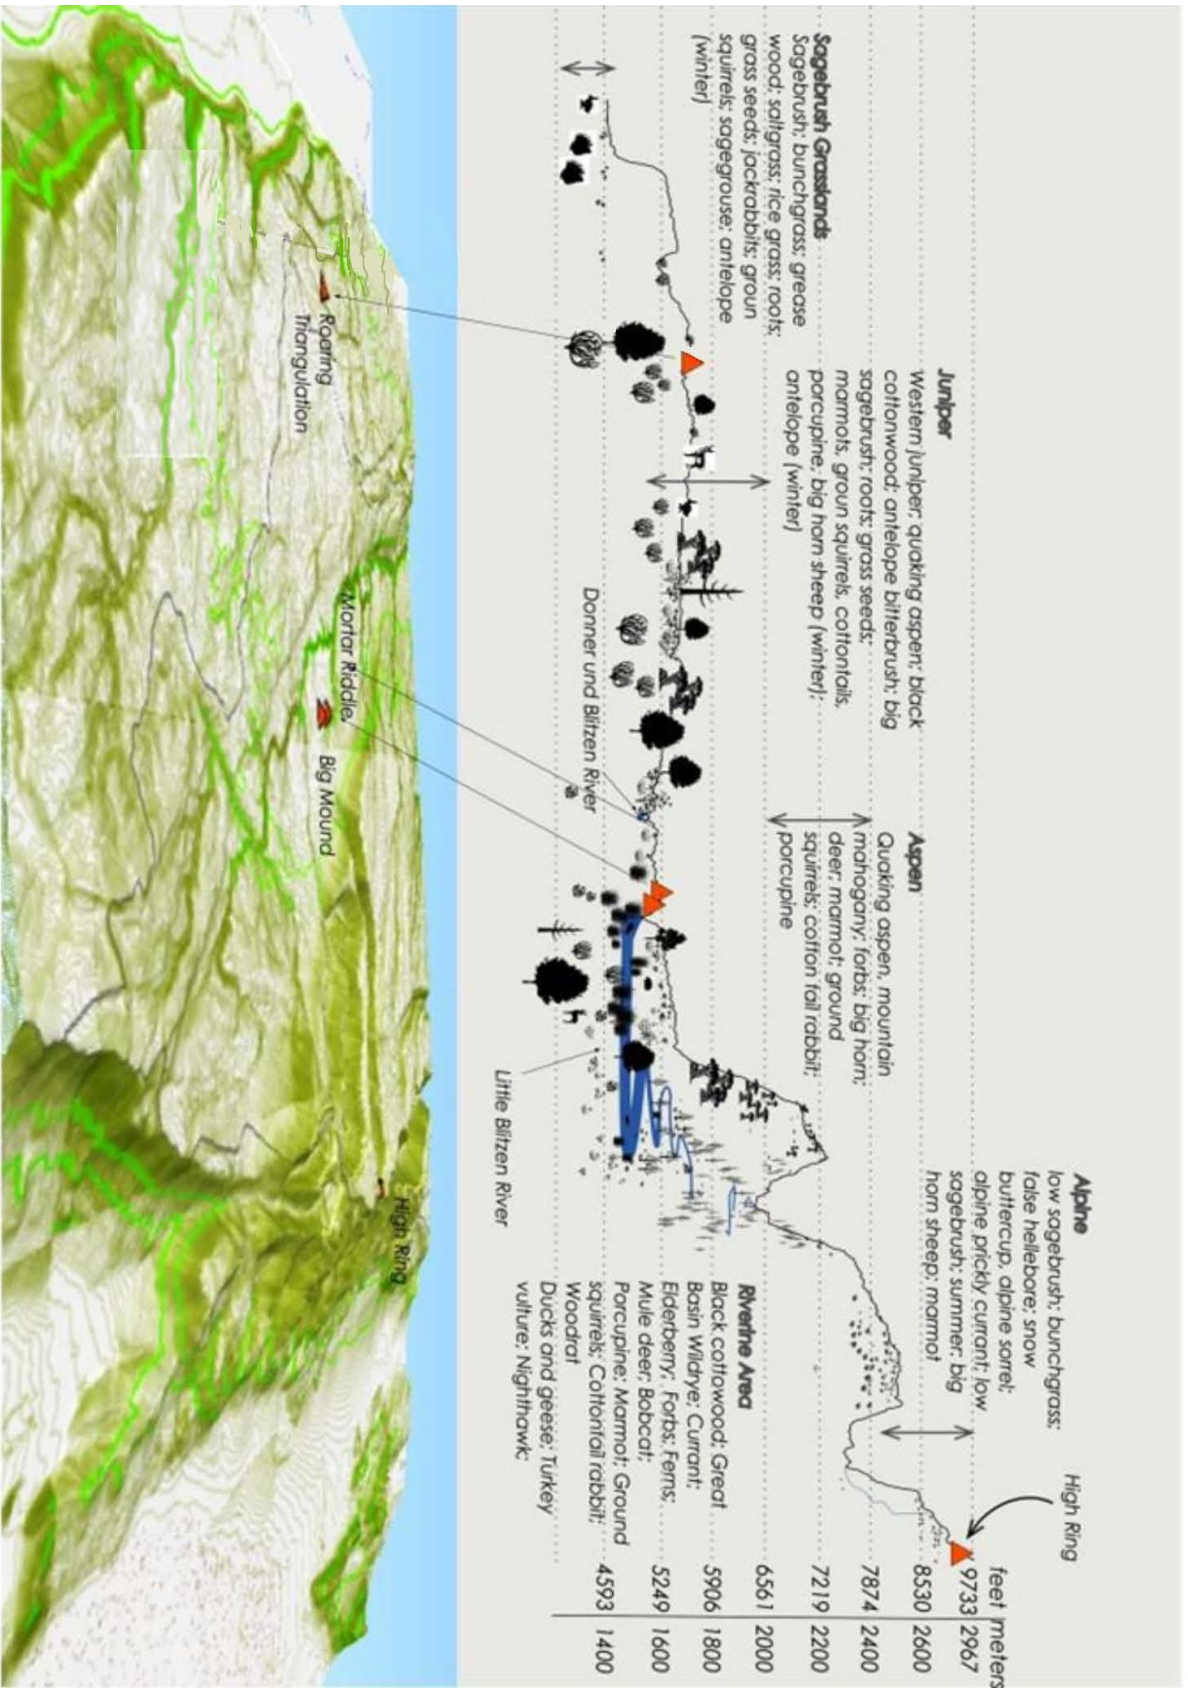 Sagebrush Grasslands
Sagebrush; bunchgrass; grease
wood; saltgrass; rice grass; roots;
grass seeds; jackrabbits; groun
squirrels; sagegrouse; antelope
(winter)
Juniper
Western juniper; quaking aspen; black
cottonwood; antelope bitterbrush; big
sagebrush; roots; grass seeds;
marmots, groun squirrels, cottontails,
porcupine, big horn sheep (winter);
antelope (winter)
Aspen
Quaking aspen, mountain
mahogany; forbs; big horn;
deer; marmot; ground
squirrels; cotton tail rabbit;
porcupine
Alpine
low sagebrush; bunchgrass;
false hellebore; snow
buttercup, alpine sorrel;
alpine prickly currant; low
sagebrush; summer; big
horn sheep; marmot
High Ring
feet meters
9733 2967
8530 2600
7874 2400
7219 2200
6561 2000
5906 1800
5249 1600
4593 1400
Riverine Area
Black cottowood; Great
Basin Wildrye; Currant;
Elderberry; Forbs; Ferns;
Mule deer; Bobcat;
Porcupine; Marmot; Ground
squirrels; Cottontail rabbit;
Woodrat
Ducks and geese; Turkey
vulture; Nighthawk;
Donner und Blitzen River
Little Blitzen River
Roaring
Triangulation
Mortar Riddle
Big Mound
High Ring